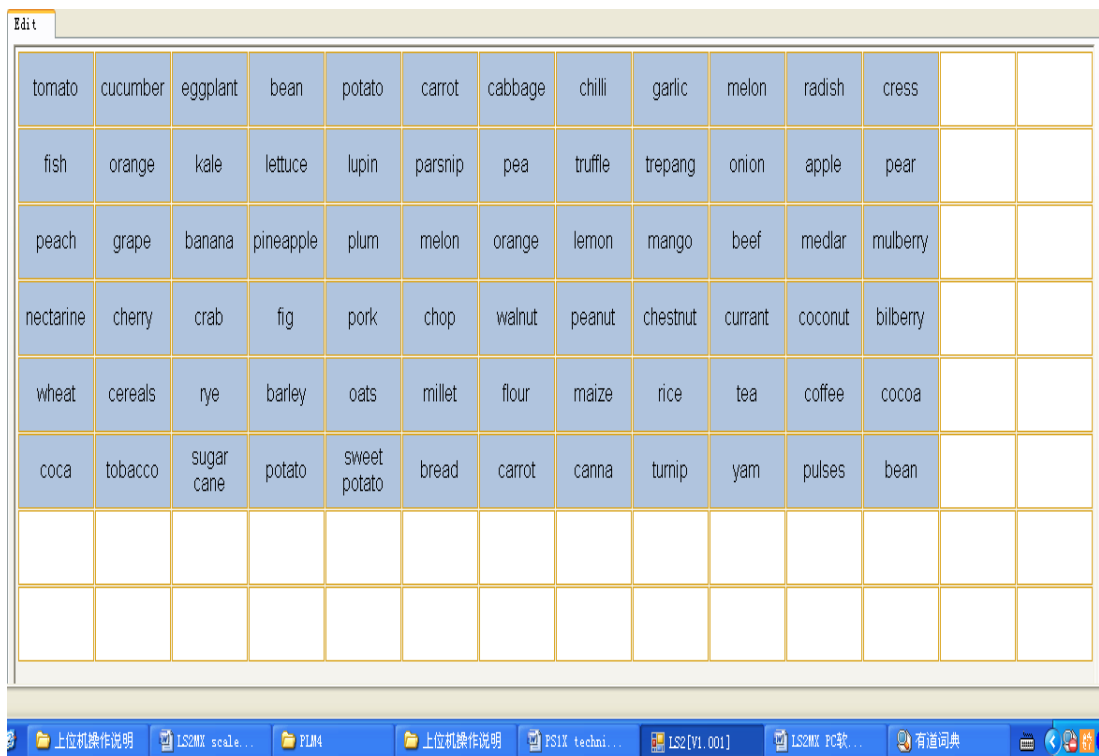 Edit
tomato cucumber eggplant bean potato carrot cabbage chilli garlic melon radish cress
fish orange kale lettuce lupin parsnip pea truffle trepang onion apple pear
peach grape banana pineapple plum melon orange lemon mango beef medlar mulberry
nectarine cherry crab fig pork chop walnut peanut chestnut currant coconut bilberry
wheat cereals rye barley oats millet flour maize rice tea coffee cocoa
coca tobacco sugar cane potato sweet potato bread carrot canna turnip yam pulses bean
上位机操作说明 LS2MX scale... PLM4 上位机操作说明 PS1X techni... LS2[V1.001] LS2MX PC软... 有道词典